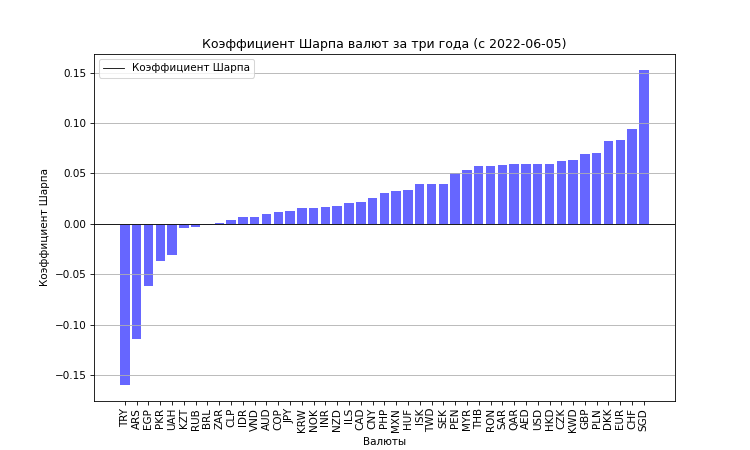 Коэффициент Шарпа валют за три года (с 2022-06-05)
Коэффициент Шарпа
0.15
0.10
0.05
0.00
−0.05
−0.10
−0.15
Коэффициент Шарпа
TRY ARS EGP PKR UAH KZT RUB BRL ZAR CLP IDR VND AUD COP JPY KRW NOK INR NZD ILS CAD CNY PHP MXN HUF ISK TWD SEK PEN MYR THB RON SAR QAR AED USD HKD CZK KWD GBP PLN DKK EUR CHF SGD
Валюты